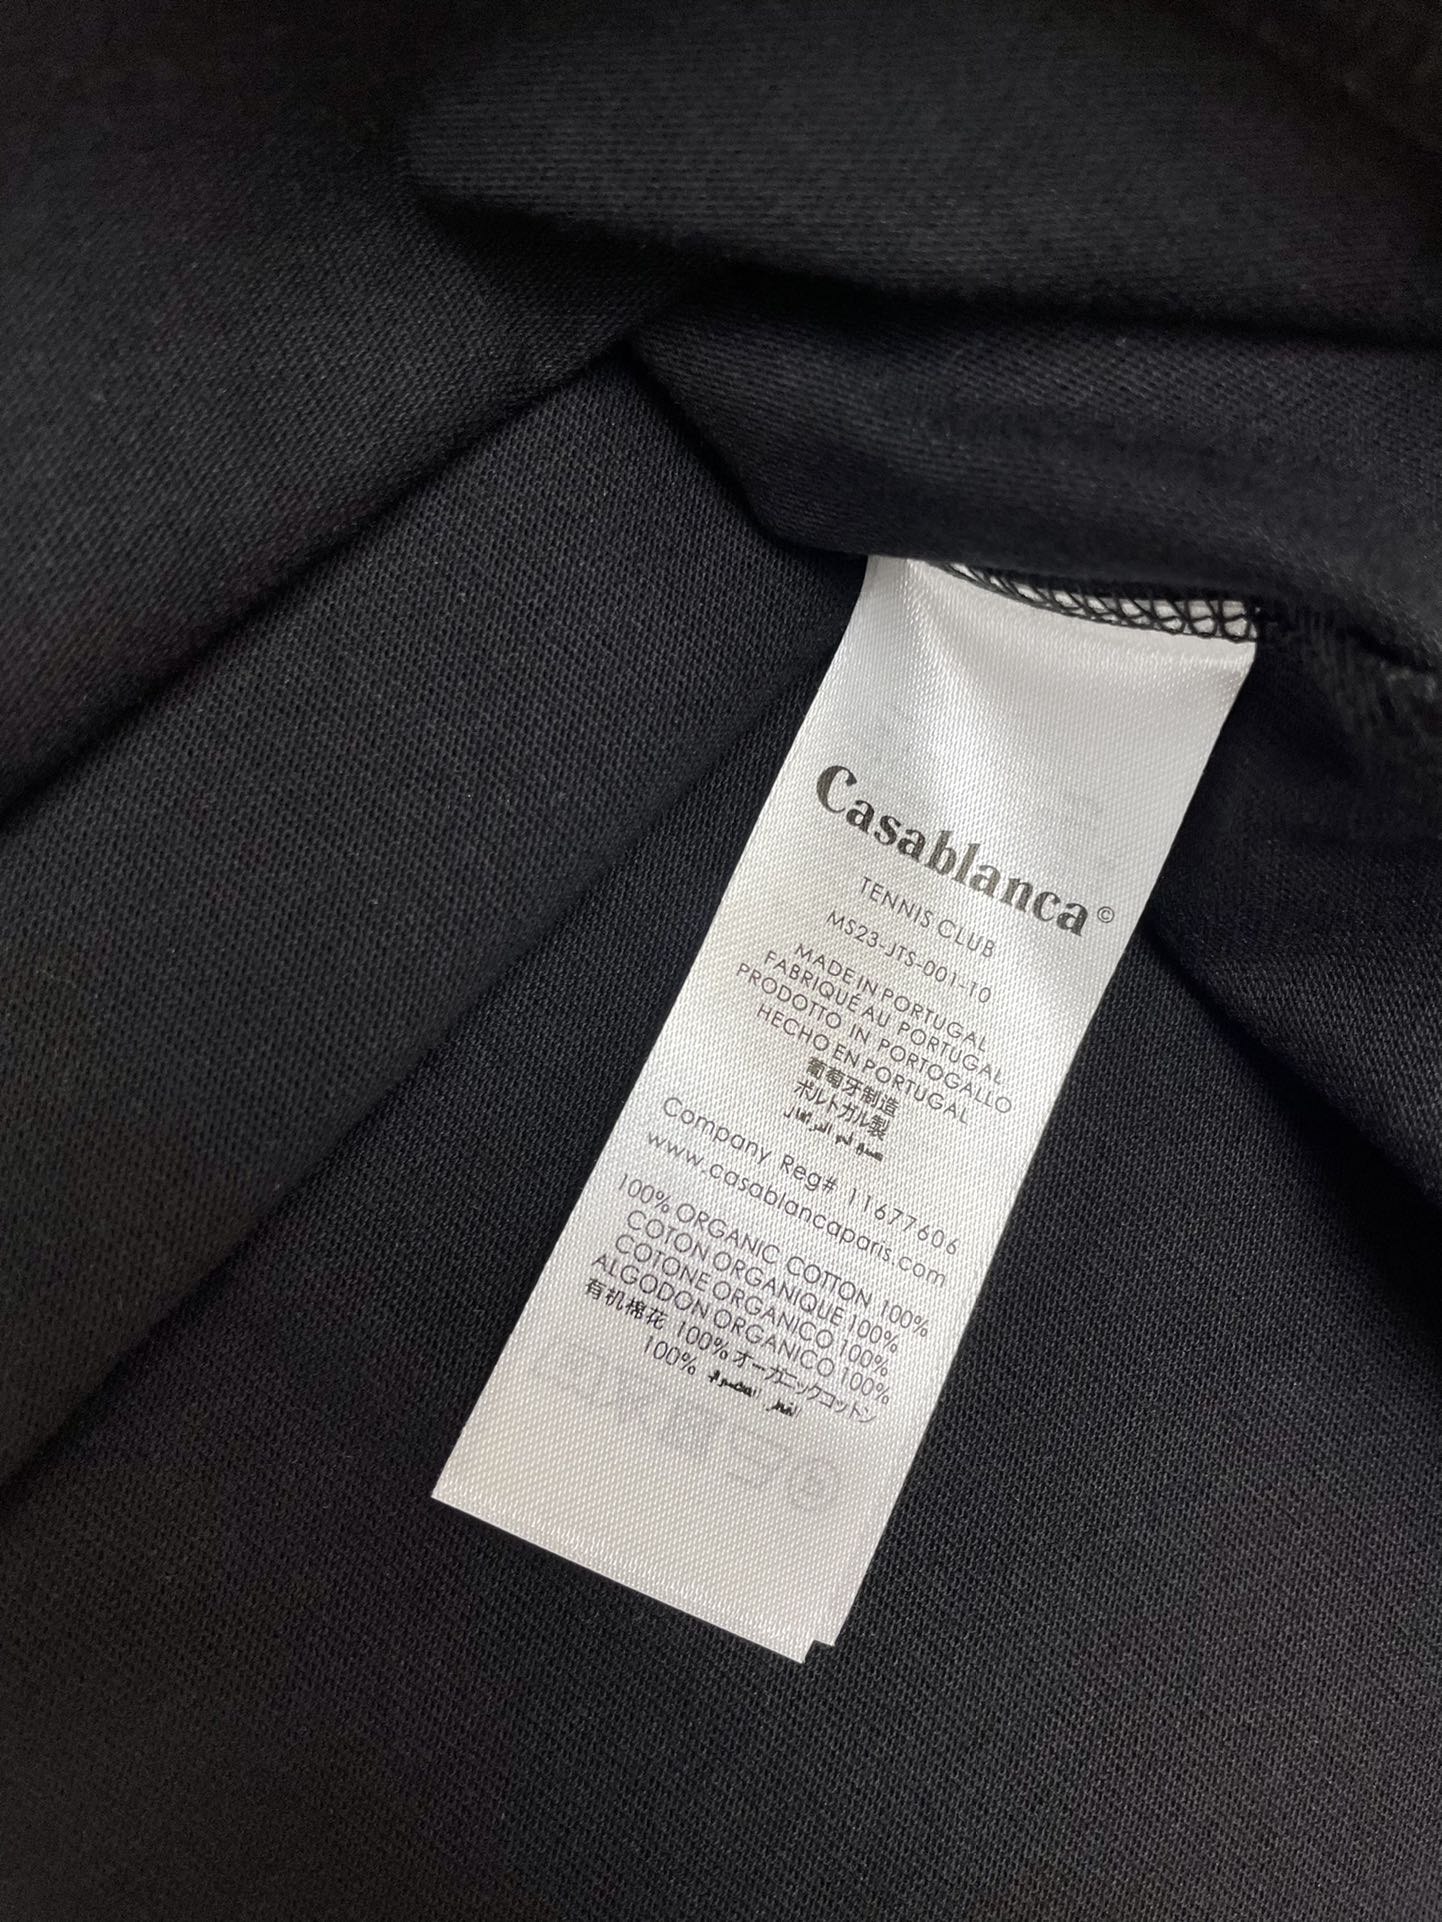 Casablanca©
TENNIS CLUB
MS23-JTS-001-10
MADE IN PORTUGAL
FABRIQUÉ AU PORTUGAL
PRODOTTO IN PORTOGALLO
HECHO EN PORTUGAL
葡萄牙制造
ポルトガル製
Company Reg# 11677606
www.casablancaparis.com
100% ORGANIC COTTON 100%
COTON ORGANIQUE 100%
COTONE ORGANICO 100%
ALGODON ORGANICO 100%
有机棉花 100% オーガニックコットン
100%